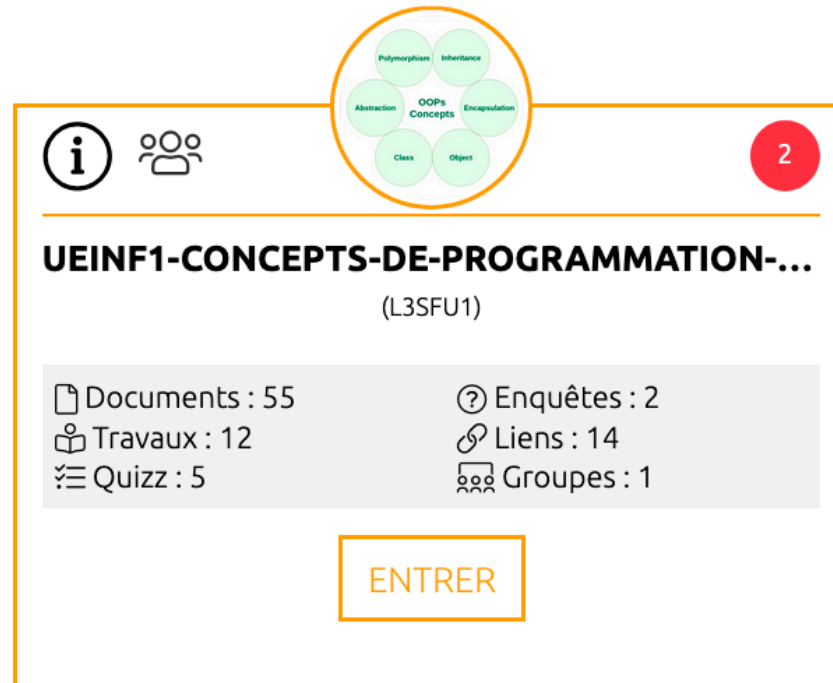 Polymorphism Inheritance
Abstraction OOPs Concepts Encapsulation
Class Object
i
2
UEINF1-CONCEPTS-DE-PROGRAMMATION-...
(L3SFU1)
Documents : 55 Enquêtes : 2
Travaux : 12 Liens : 14
Quizz : 5 Groupes : 1
ENTRER